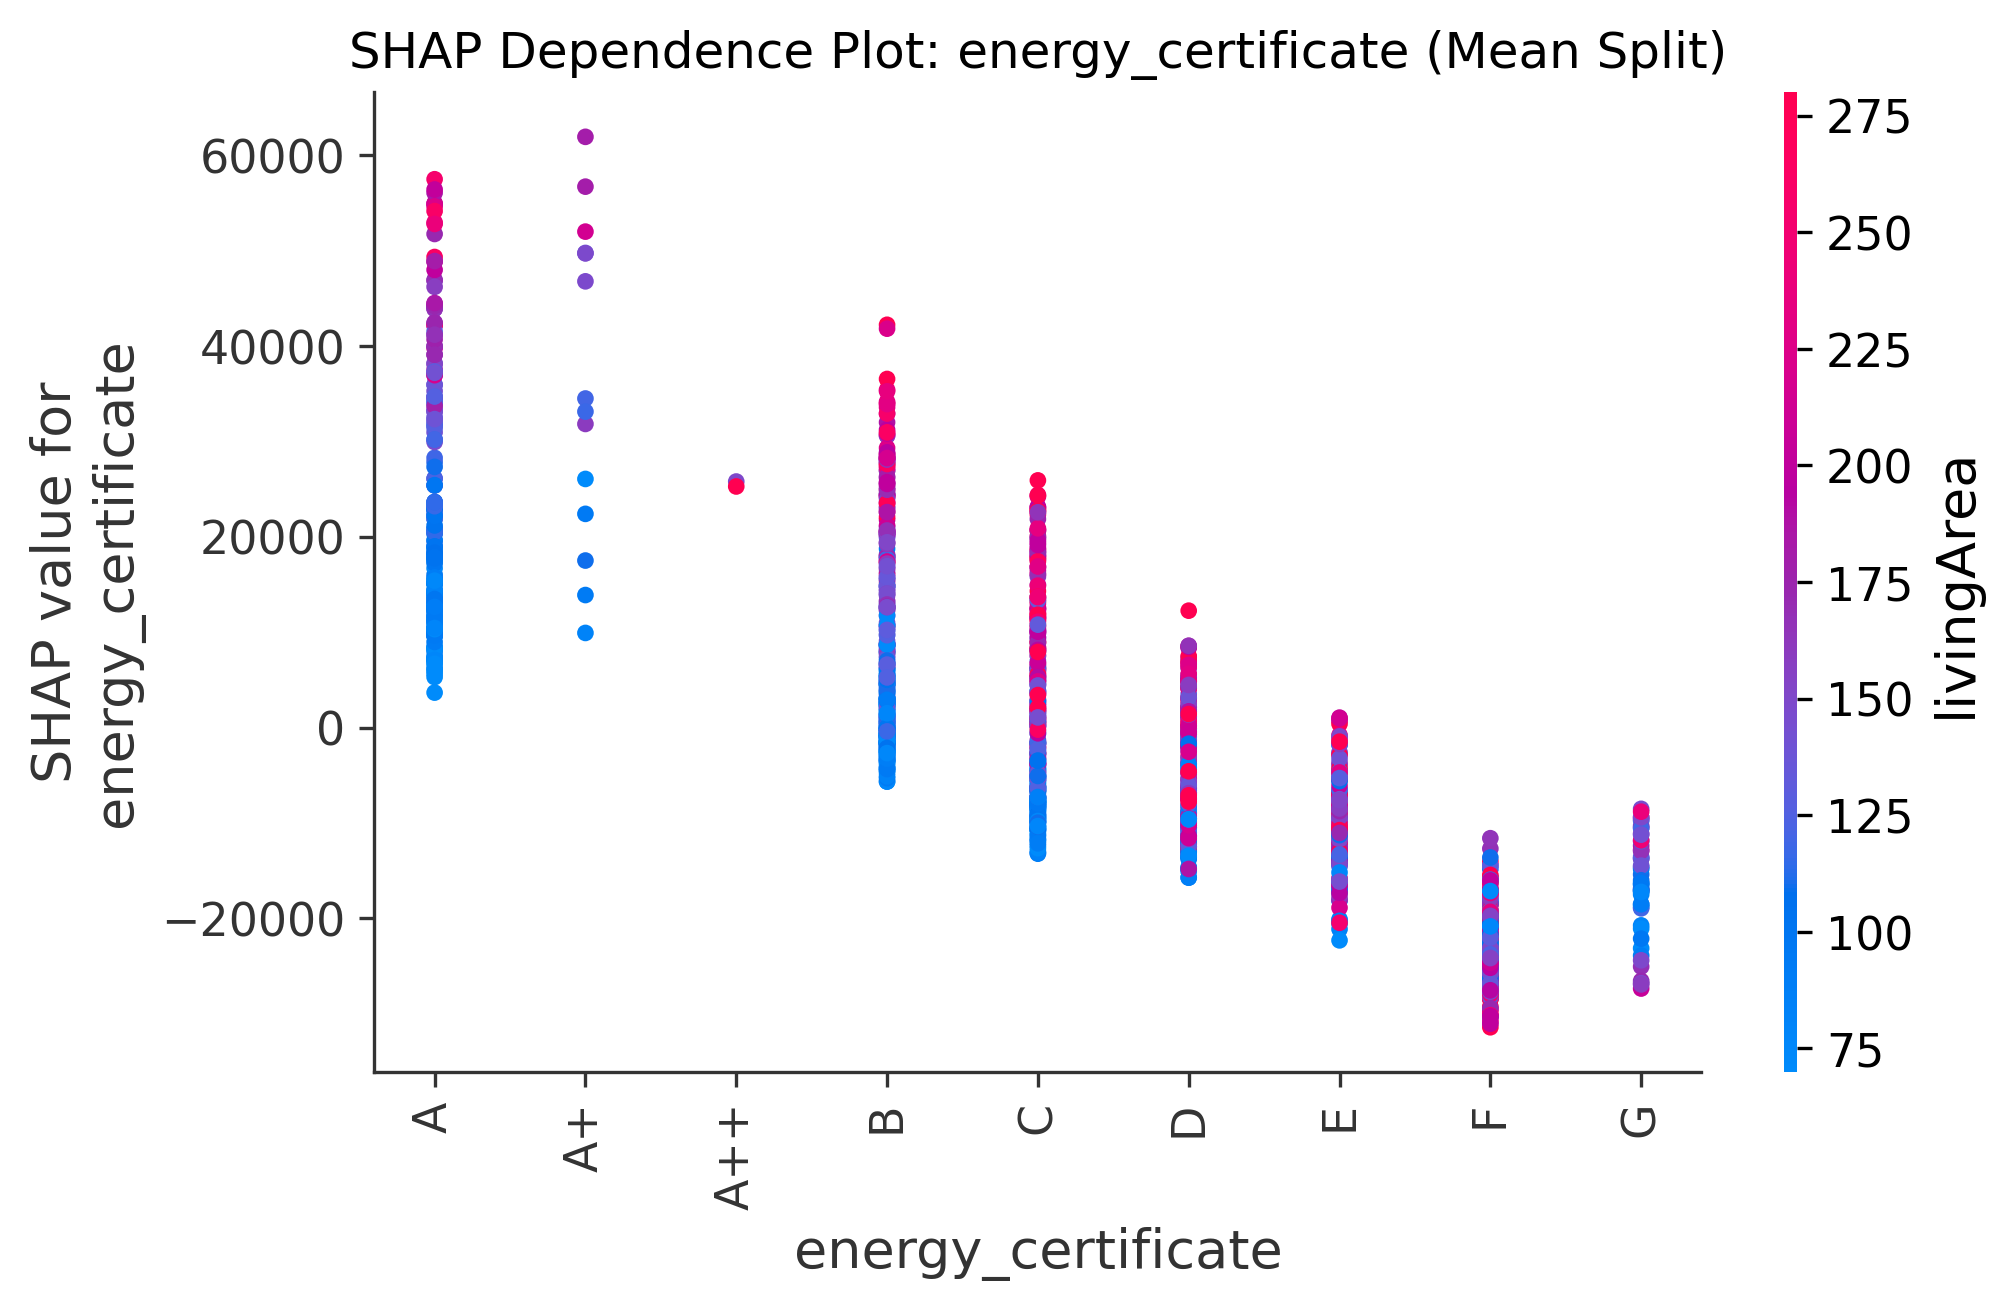 SHAP Dependence Plot: energy_certificate (Mean Split)
SHAP value for
energy_certificate
60000
40000
20000
0
−20000
A
A+
A++
B
C
D
E
F
G
energy_certificate
275
250
225
200
175
150
125
100
75
livingArea